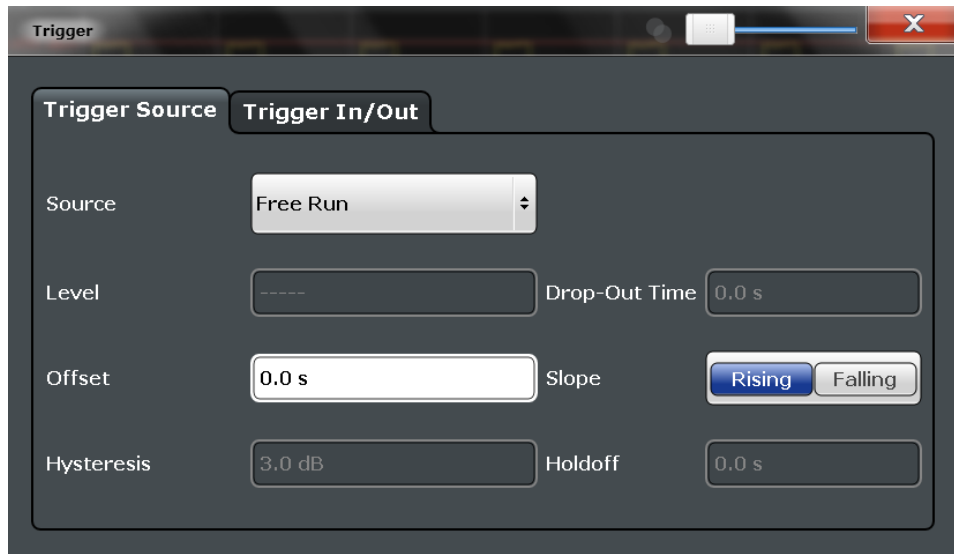 Trigger
Trigger Source Trigger In/Out
Source Free Run
Level ----- Drop-Out Time 0.0 s
Offset 0.0 s Slope Rising Falling
Hysteresis 3.0 dB Holdoff 0.0 s